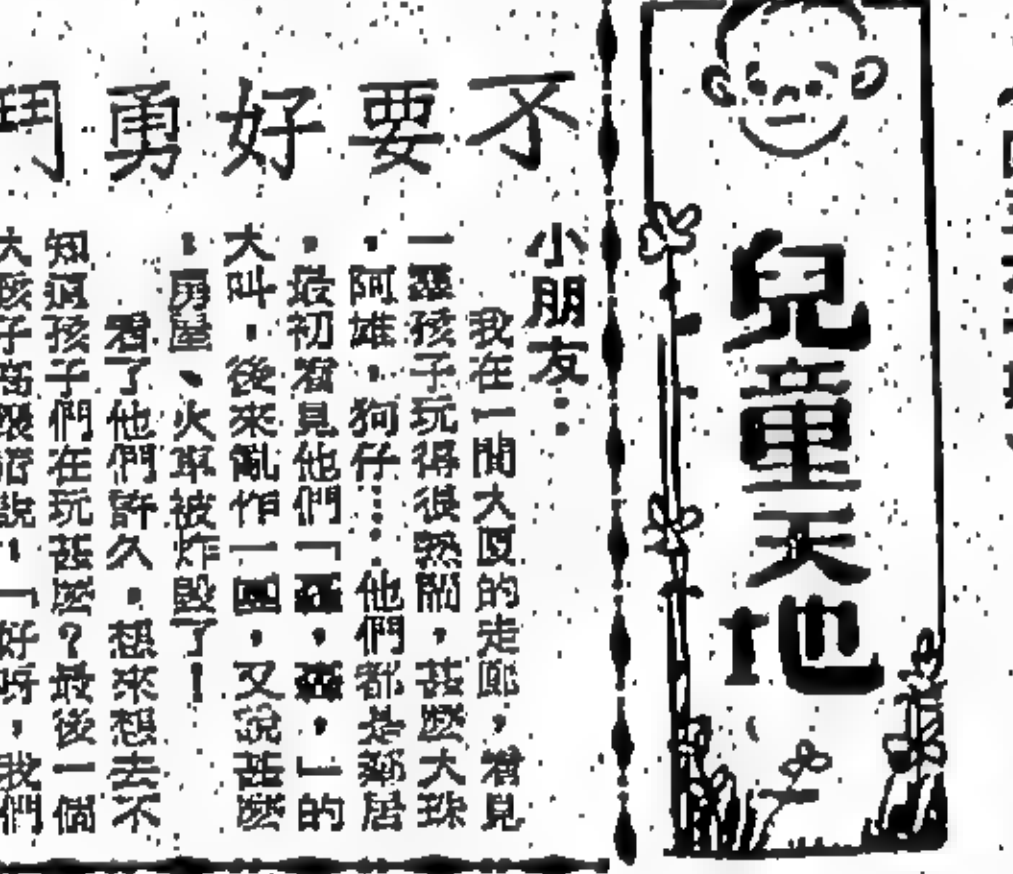 兒童天地
不要好勇鬥
小朋友：
我在一間大厦的走廊，看見
一羣孩子玩得很熱鬧，甚麼大珠
，阿雄，狗仔……他們都是鄰居
。最初看見他們「　，　，」的
大叫，後來亂作一團，又說甚麼
，房屋、火車被炸毀了！
看了他們許久。想來想去不
知道孩子們在玩甚麼？最後一個
大孩子高　　說：「好呀，我們